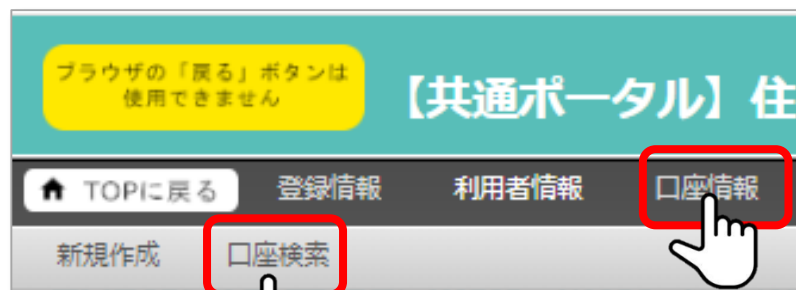 ブラウザの「戻る」ボタンは
使用できません
【共通ポータル】住
TOPに戻る 登録情報 利用者情報 口座情報
新規作成 口座検索